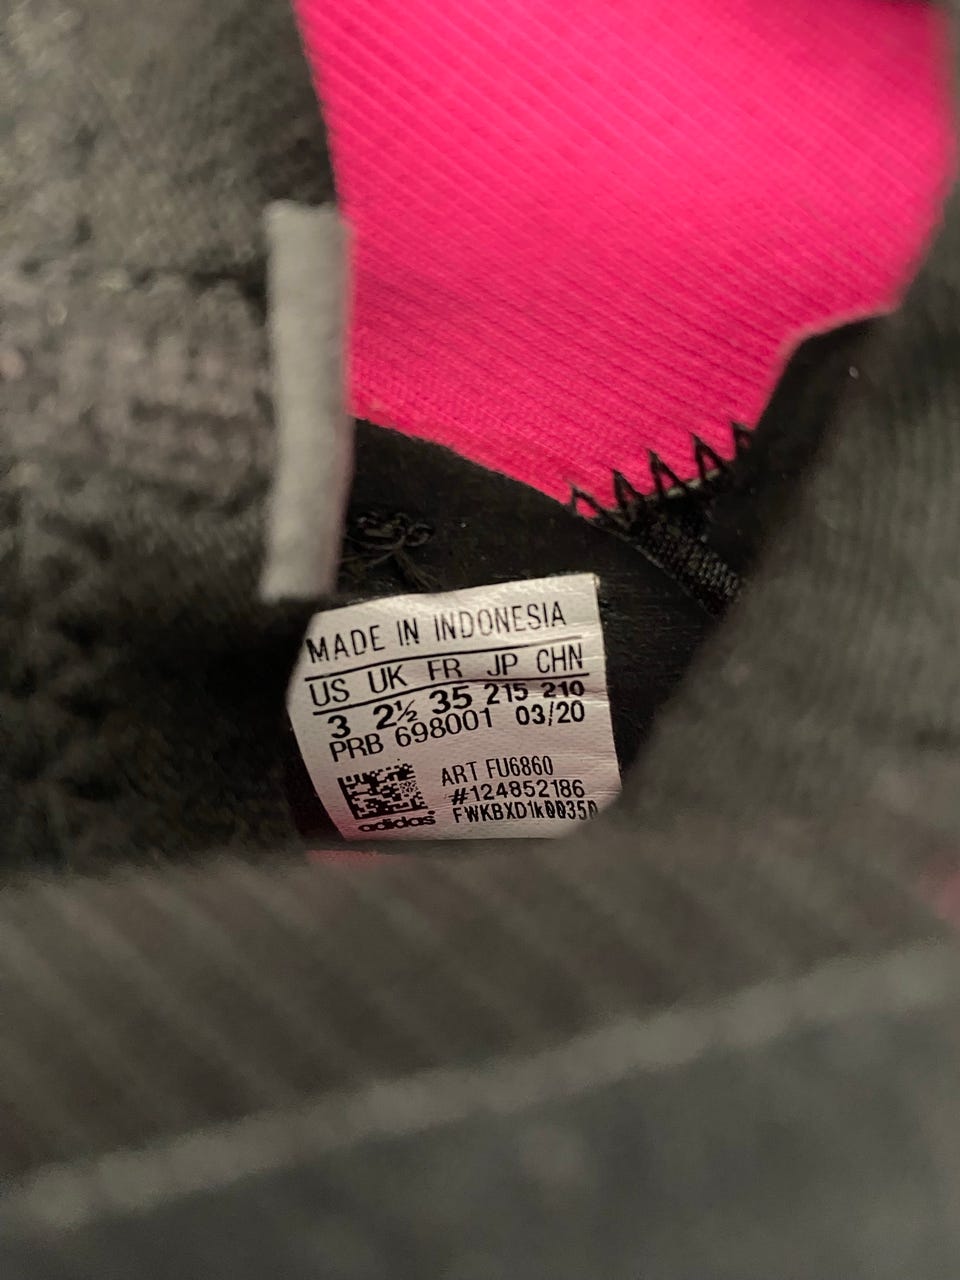 MADE IN INDONESIA
US UK FR JP CHN
3 2½ 35 215 210
PRB 698001 03/20
ART FU6860
#124852186
adidas